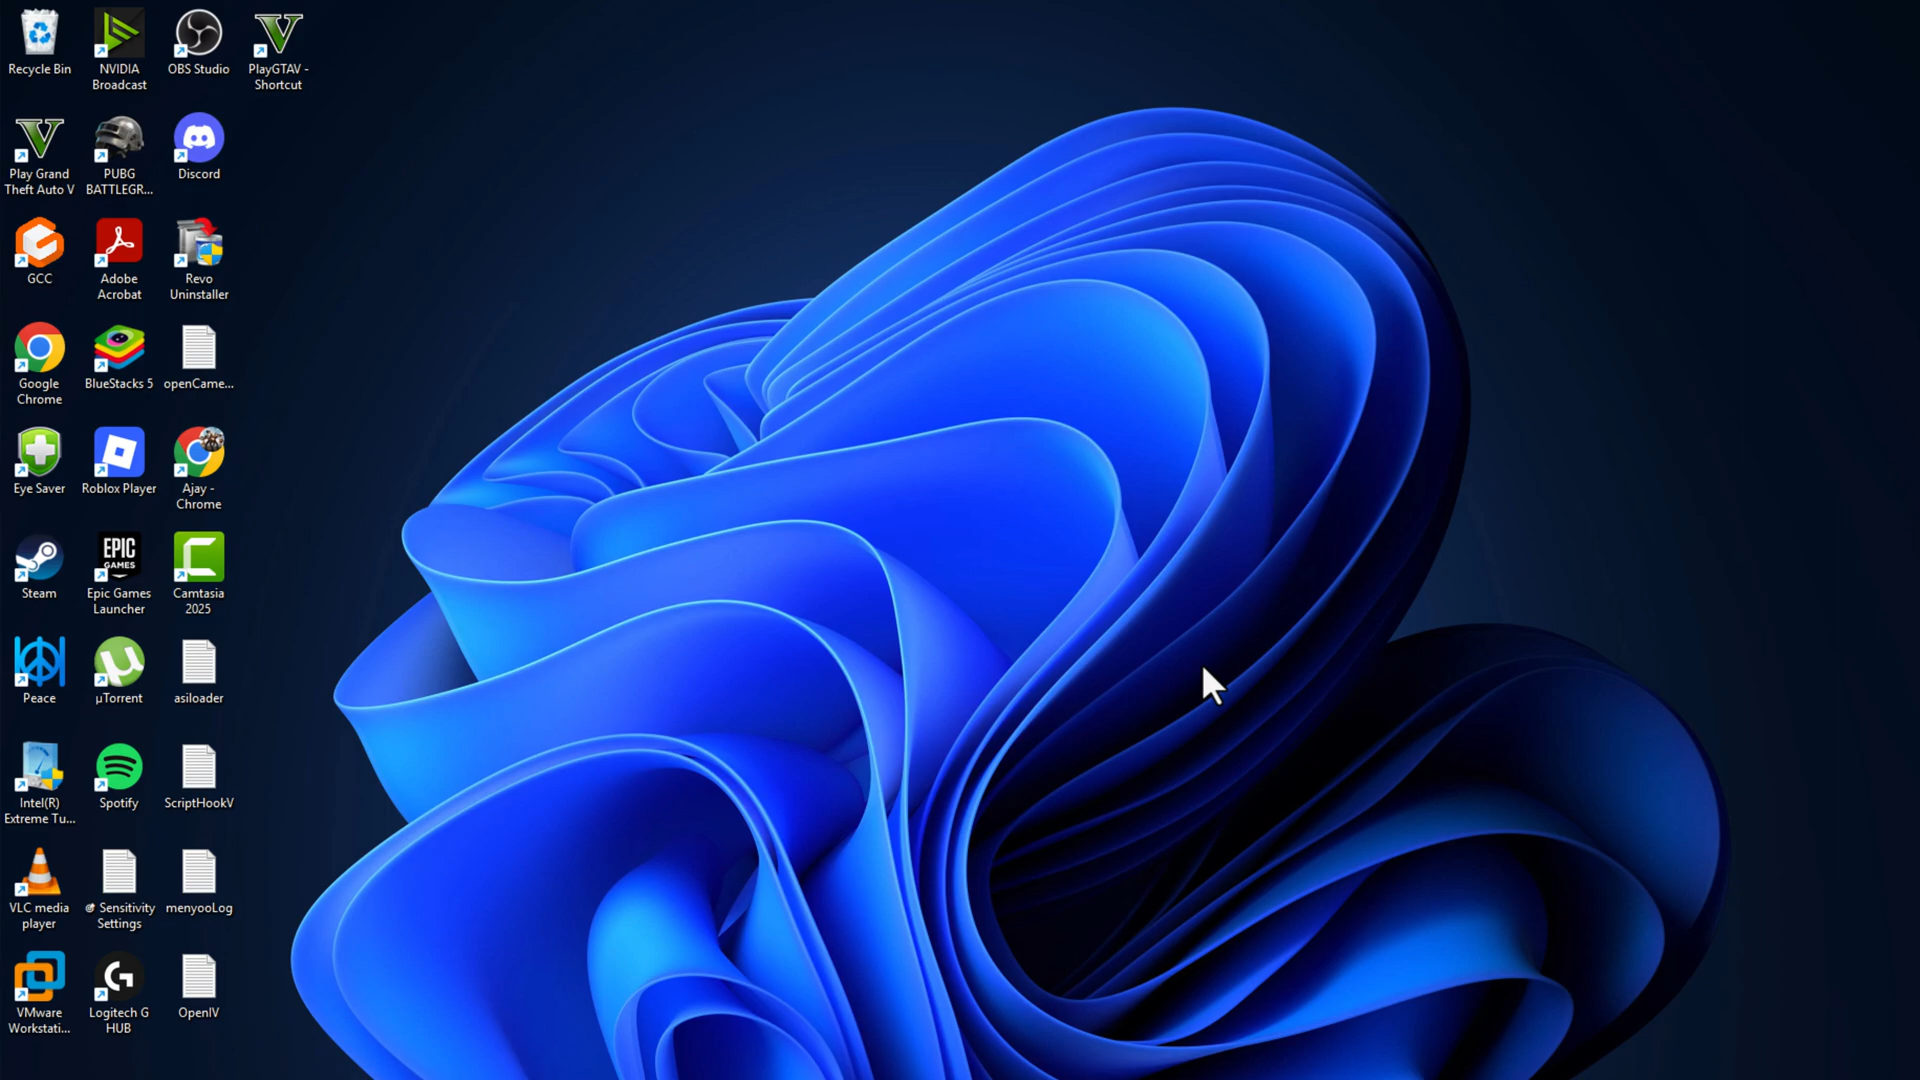 Recycle Bin
NVIDIA
Broadcast
OBS Studio
PlayGTAV -
Shortcut
Play Grand
Theft Auto V
PUBG
BATTLEGR...
Discord
GCC
Adobe
Acrobat
Revo
Uninstaller
Google
Chrome
BlueStacks 5
openCame...
Eye Saver
Roblox Player
Ajay -
Chrome
Steam
EPIC
GAMES
Epic Games
Launcher
Camtasia
2025
Peace
µTorrent
asiloader
Intel(R)
Extreme Tu...
Spotify
ScriptHookV
VLC media
player
Sensitivity
Settings
menyooLog
VMware
Workstati...
Logitech G
HUB
OpenIV